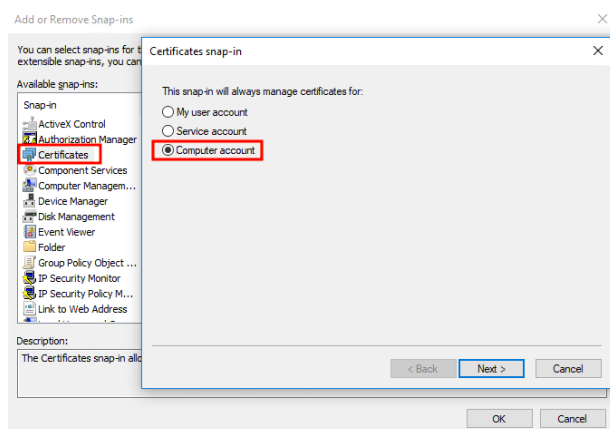 Add or Remove Snap-ins
You can select snap-ins for t
extensible snap-ins, you can
Available snap-ins:
Snap-in
ActiveX Control
Authorization Manager
Certificates
Component Services
Computer Managem...
Device Manager
Disk Management
Event Viewer
Folder
Group Policy Object ...
IP Security Monitor
IP Security Policy M...
Link to Web Address
Description:
The Certificates snap-in allo
Certificates snap-in
This snap-in will always manage certificates for:
My user account
Service account
Computer account
< Back Next > Cancel
OK Cancel